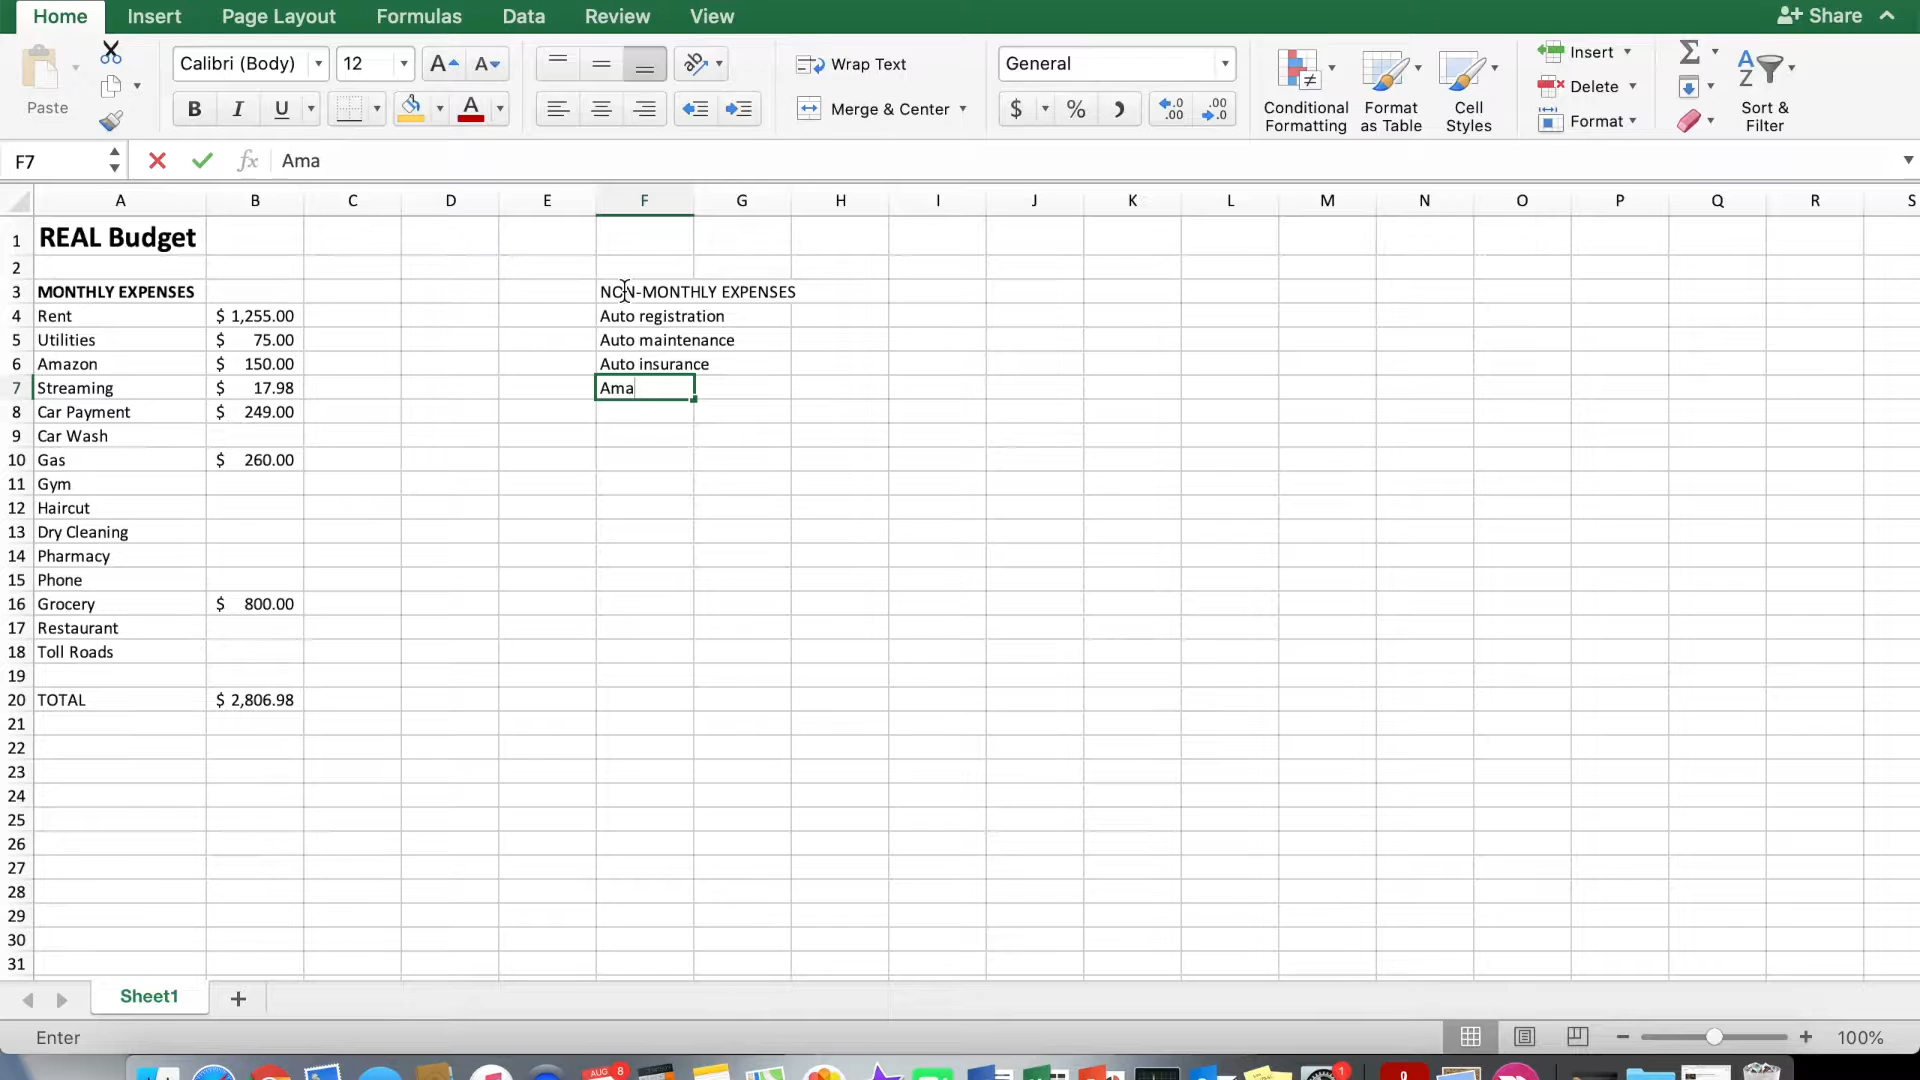 Home Insert Page Layout Formulas Data Review View Share
Calibri (Body) 12 A A Wrap Text General Insert
Paste Conditional Formatting Format as Table Cell Styles Delete Sort & Filter
B I U A Merge & Center $ % Format
F7 fx Ama
A B C D E F G H I J K L M N O P Q R S
1 REAL Budget
2
3 MONTHLY EXPENSES NON-MONTHLY EXPENSES
4 Rent $ 1,255.00 Auto registration
5 Utilities $ 75.00 Auto maintenance
6 Amazon $ 150.00 Auto insurance
7 Streaming $ 17.98 Ama
8 Car Payment $ 249.00
9 Car Wash
10 Gas $ 260.00
11 Gym
12 Haircut
13 Dry Cleaning
14 Pharmacy
15 Phone
16 Grocery $ 800.00
17 Restaurant
18 Toll Roads
19
20 TOTAL $ 2,806.98
21
22
23
24
25
26
27
28
29
30
31
Sheet1
Enter 100%
AUG 8 1